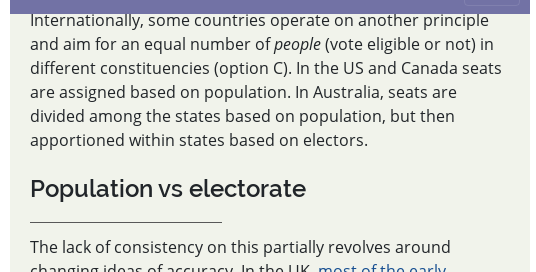 Internationally, some countries operate on another principle
and aim for an equal number of people (vote eligible or not) in
different constituencies (option C). In the US and Canada seats
are assigned based on population. In Australia, seats are
divided among the states based on population, but then
apportioned within states based on electors.
Population vs electorate
The lack of consistency on this partially revolves around
changing ideas of accuracy. In the UK, most of the early